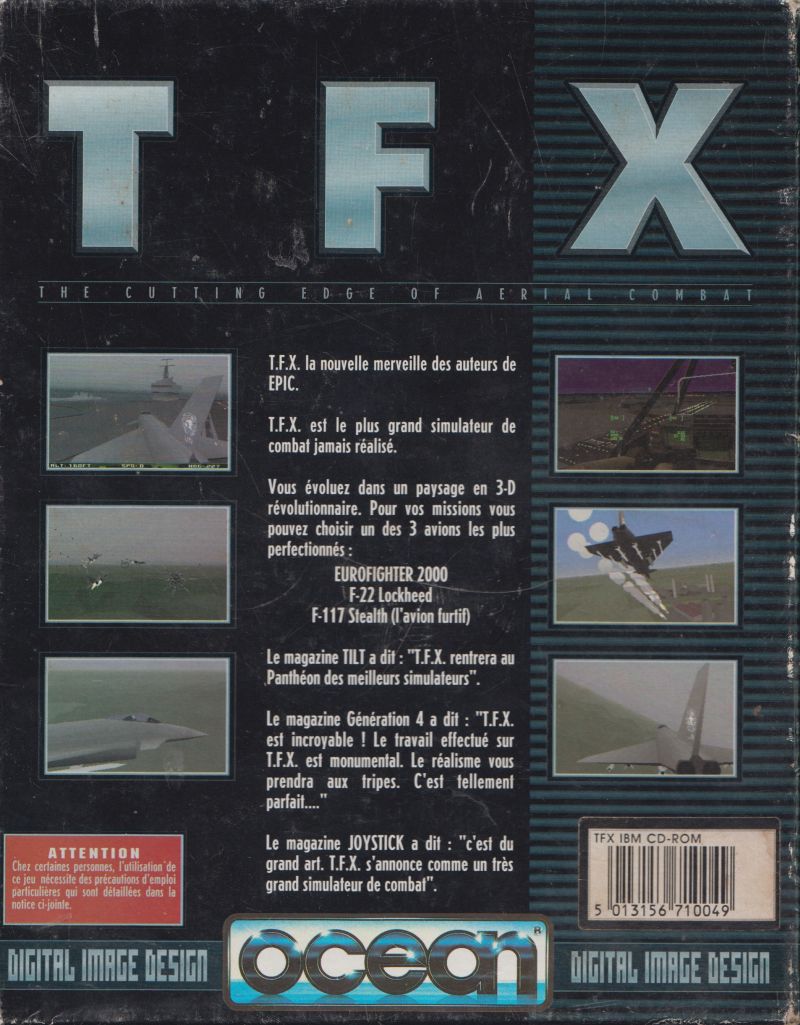 T F X
THE CUTTING EDGE OF AERIAL COMBAT
T.F.X. la nouvelle merveille des auteurs de
EPIC.
T.F.X. est le plus grand simulateur de
combat jamais réalisé.
Vous évoluez dans un paysage en 3-D
révolutionnaire. Pour vos missions vous
pouvez choisir un des 3 avions les plus
perfectionnés :
EUROFIGHTER 2000
F-22 Lockheed
F-117 Stealth (l'avion furtif)
Le magazine TILT a dit : "T.F.X. rentrera au
Panthéon des meilleurs simulateurs".
Le magazine Génération 4 a dit : "T.F.X.
est incroyable ! Le travail effectué sur
T.F.X. est monumental. Le réalisme vous
prendra aux tripes. C'est tellement
parfait...."
Le magazine JOYSTICK a dit : "c'est du
grand art. T.F.X. s'annonce comme un très
grand simulateur de combat".
ATTENTION
Chez certaines personnes, l'utilisation de
ce jeu nécessite des précautions d'emploi
particulières qui sont détaillées dans la
notice ci-jointe.
TFX IBM CD-ROM
5 013156 710049
DIGITAL IMAGE DESIGN
ocean®
DIGITAL IMAGE DESIGN